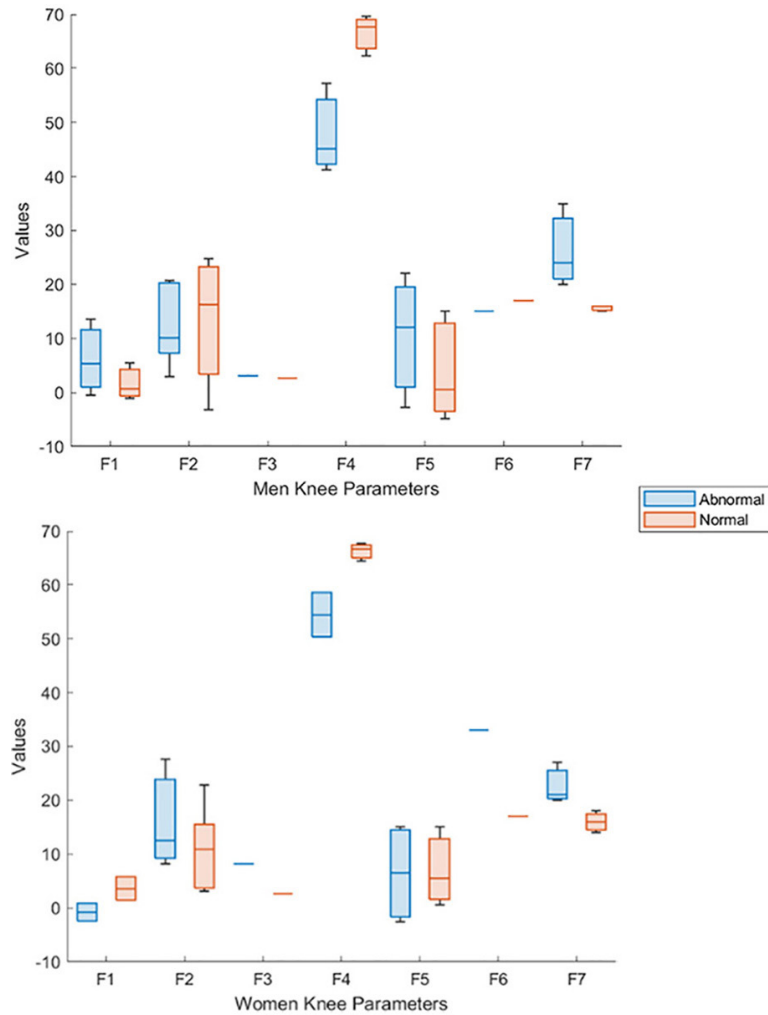 70
60
50
40
30
20
10
0
-10
Values
F1 F2 F3 F4 F5 F6 F7
Men Knee Parameters
Abnormal
Normal
70
60
50
40
30
20
10
0
-10
Values
F1 F2 F3 F4 F5 F6 F7
Women Knee Parameters